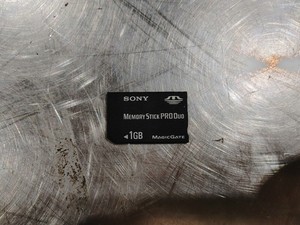 SONY
MEMORY STICK PRO DUO
1GB MAGICGATE